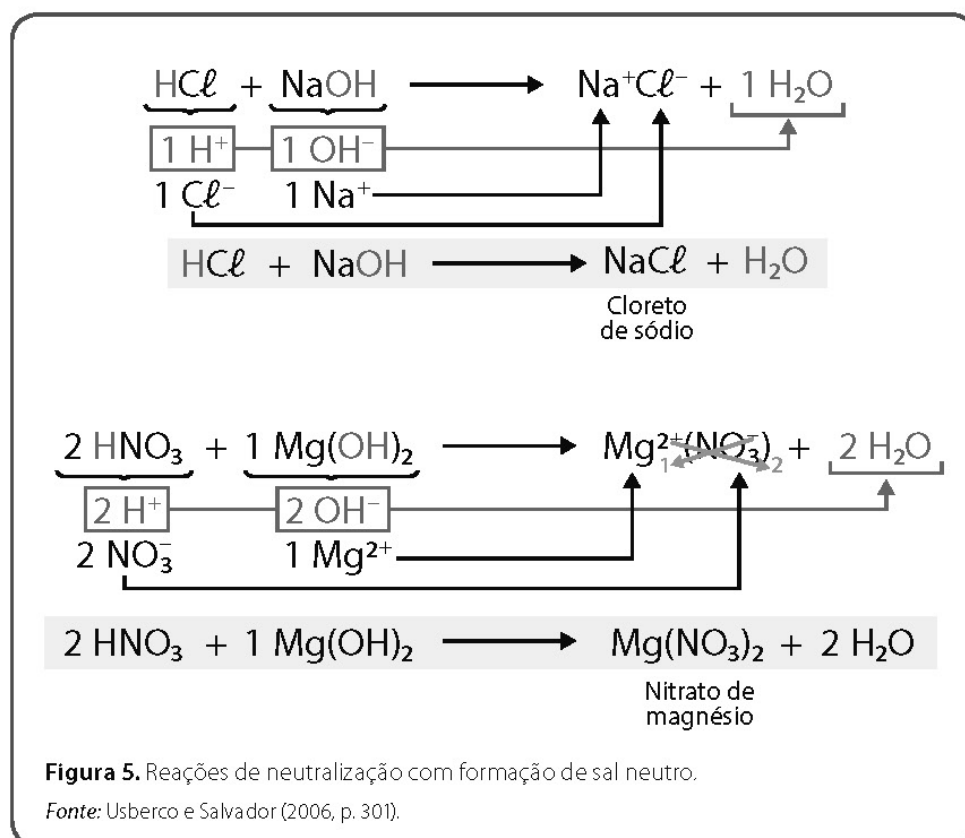 HCℓ + NaOH → Na⁺Cℓ⁻ + 1 H₂O
1 H⁺ 1 OH⁻
1 Cℓ⁻ 1 Na⁺
HCℓ + NaOH → NaCℓ + H₂O
Cloreto
de sódio
2 HNO₃ + 1 Mg(OH)₂ → Mg²⁺₁(NO₃⁻)₂ + 2 H₂O
2 H⁺ 2 OH⁻
2 NO₃⁻ 1 Mg²⁺
2 HNO₃ + 1 Mg(OH)₂ → Mg(NO₃)₂ + 2 H₂O
Nitrato de
magnésio
Figura 5. Reações de neutralização com formação de sal neutro.
Fonte: Usberco e Salvador (2006, p. 301).